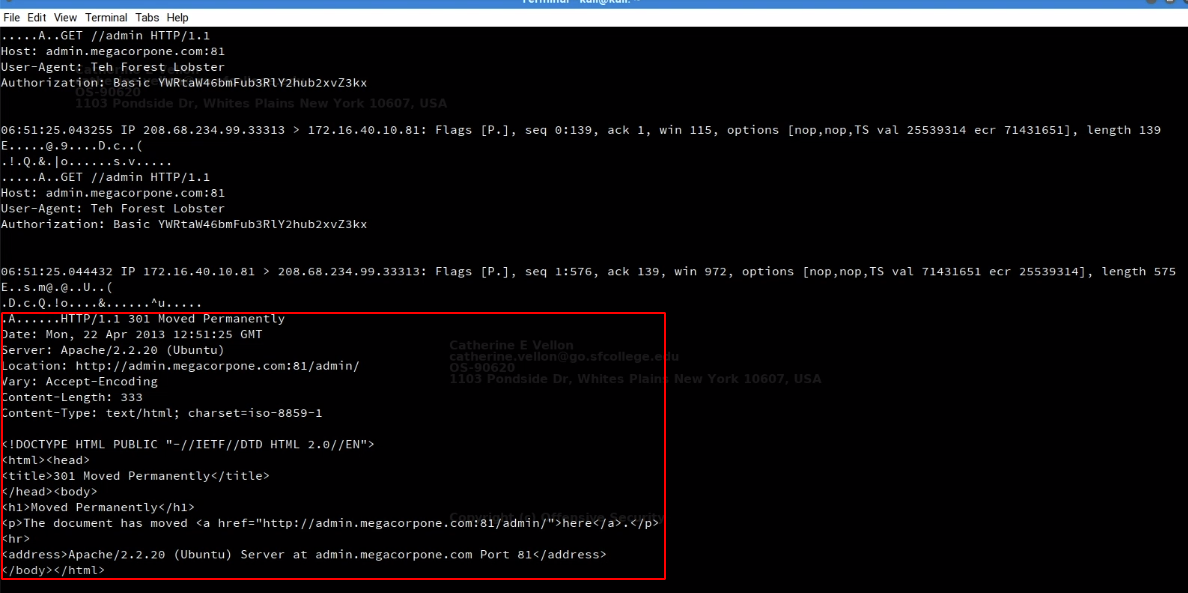 Terminal - kali@kali: ~
File Edit View Terminal Tabs Help
.....A..GET //admin HTTP/1.1
Host: admin.megacorpone.com:81
User-Agent: Teh Forest Lobster
Authorization: Basic YWRtaW46bmFub3RlY2hub2xvZ3kx
OS-90620
1103 Pondside Dr, Whites Plains New York 10607, USA
06:51:25.043255 IP 208.68.234.99.33313 > 172.16.40.10.81: Flags [P.], seq 0:139, ack 1, win 115, options [nop,nop,TS val 25539314 ecr 71431651], length 139
E.....@.9....D.c..(
.!.Q.&.|o......s.v.....
.....A..GET //admin HTTP/1.1
Host: admin.megacorpone.com:81
User-Agent: Teh Forest Lobster
Authorization: Basic YWRtaW46bmFub3RlY2hub2xvZ3kx
06:51:25.044432 IP 172.16.40.10.81 > 208.68.234.99.33313: Flags [P.], seq 1:576, ack 139, win 972, options [nop,nop,TS val 71431651 ecr 25539314], length 575
E..s.m@.@..U..(
.D.c.Q.!o....&......^u.....
.A......HTTP/1.1 301 Moved Permanently
Date: Mon, 22 Apr 2013 12:51:25 GMT
Server: Apache/2.2.20 (Ubuntu)
Location: http://admin.megacorpone.com:81/admin/
Vary: Accept-Encoding
Content-Length: 333
Content-Type: text/html; charset=iso-8859-1
Catherine E Vellon
catherine.vellon@go.sfcollege.edu
OS-90620
1103 Pondside Dr, Whites Plains New York 10607, USA
<!DOCTYPE HTML PUBLIC "-//IETF//DTD HTML 2.0//EN">
<html><head>
<title>301 Moved Permanently</title>
</head><body>
<h1>Moved Permanently</h1>
<p>The document has moved <a href="http://admin.megacorpone.com:81/admin/">here</a>.</p>
Copyright (c) Offensive Security
<hr>
<address>Apache/2.2.20 (Ubuntu) Server at admin.megacorpone.com Port 81</address>
</body></html>